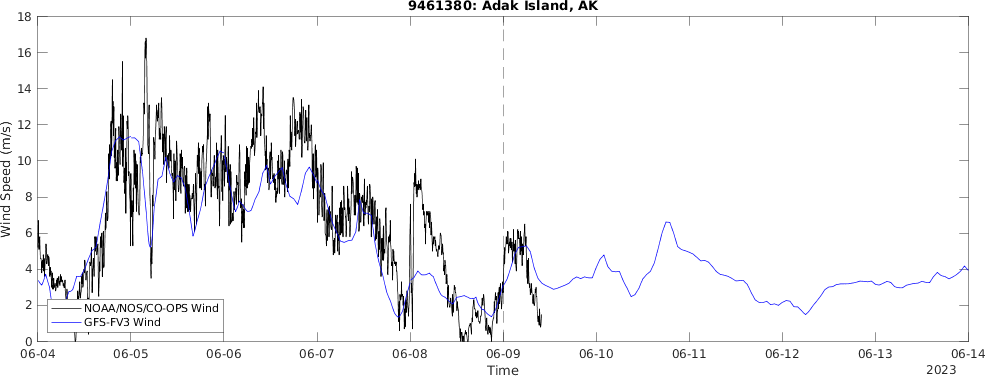 9461380: Adak Island, AK
Wind Speed (m/s)
18
16
14
12
10
8
6
4
2
0
NOAA/NOS/CO-OPS Wind
GFS-FV3 Wind
06-04 06-05 06-06 06-07 06-08 06-09 06-10 06-11 06-12 06-13 06-14
Time
2023